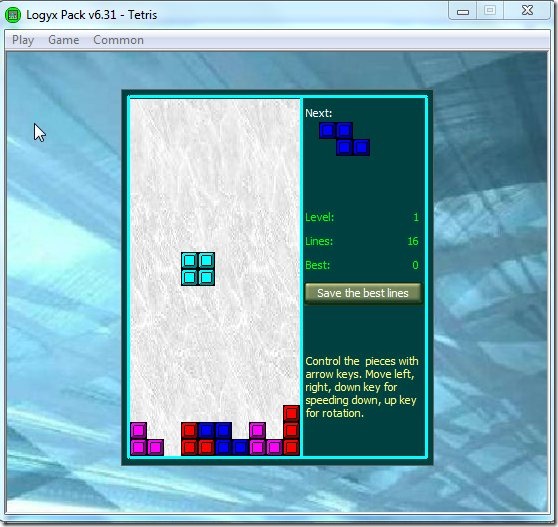 Logyx Pack v6.31 - Tetris
Play Game Common
Next:
Level: 1
Lines: 16
Best: 0
Save the best lines
Control the pieces with
arrow keys. Move left,
right, down key for
speeding down, up key
for rotation.